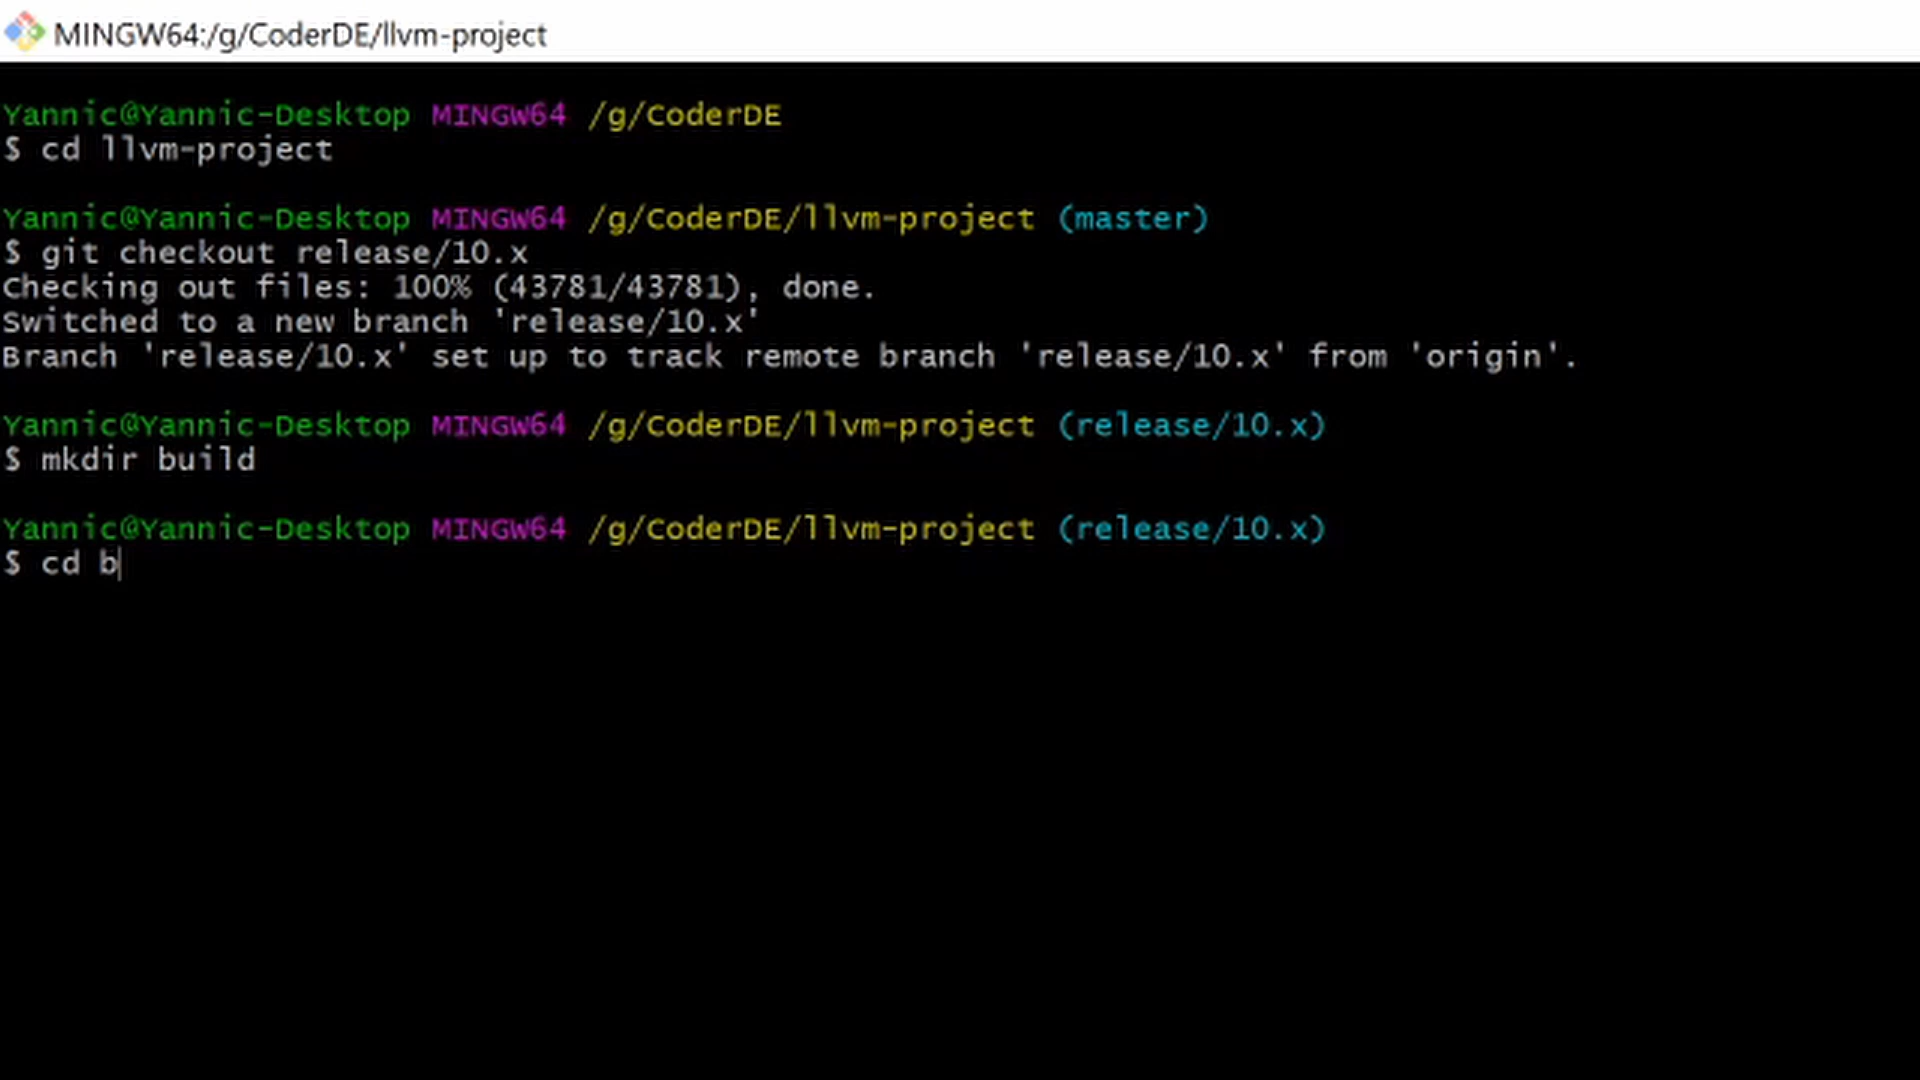 MINGW64:/g/CoderDE/llvm-project
Yannic@Yannic-Desktop MINGW64 /g/CoderDE
$ cd llvm-project
Yannic@Yannic-Desktop MINGW64 /g/CoderDE/llvm-project (master)
$ git checkout release/10.x
Checking out files: 100% (43781/43781), done.
Switched to a new branch 'release/10.x'
Branch 'release/10.x' set up to track remote branch 'release/10.x' from 'origin'.
Yannic@Yannic-Desktop MINGW64 /g/CoderDE/llvm-project (release/10.x)
$ mkdir build
Yannic@Yannic-Desktop MINGW64 /g/CoderDE/llvm-project (release/10.x)
$ cd b